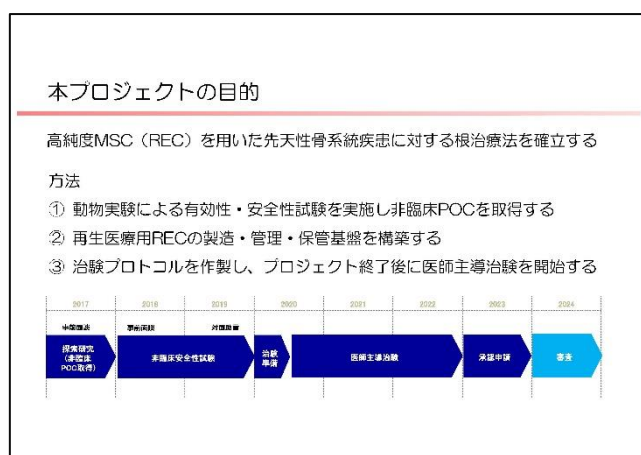 本プロジェクトの目的
高純度MSC（REC）を用いた先天性骨系統疾患に対する根治療法を確立する
方法
① 動物実験による有効性・安全性試験を実施し非臨床POCを取得する
② 再生医療用RECの製造・管理・保管基盤を構築する
③ 治験プロトコルを作製し、プロジェクト終了後に医師主導治験を開始する
2017 2018 2019 2020 2021 2022 2023 2024
事前面談 対面助言
探索研究
（非臨床
POC取得）
非臨床安全性試験
治験
準備
医師主導治験
承認申請
審査